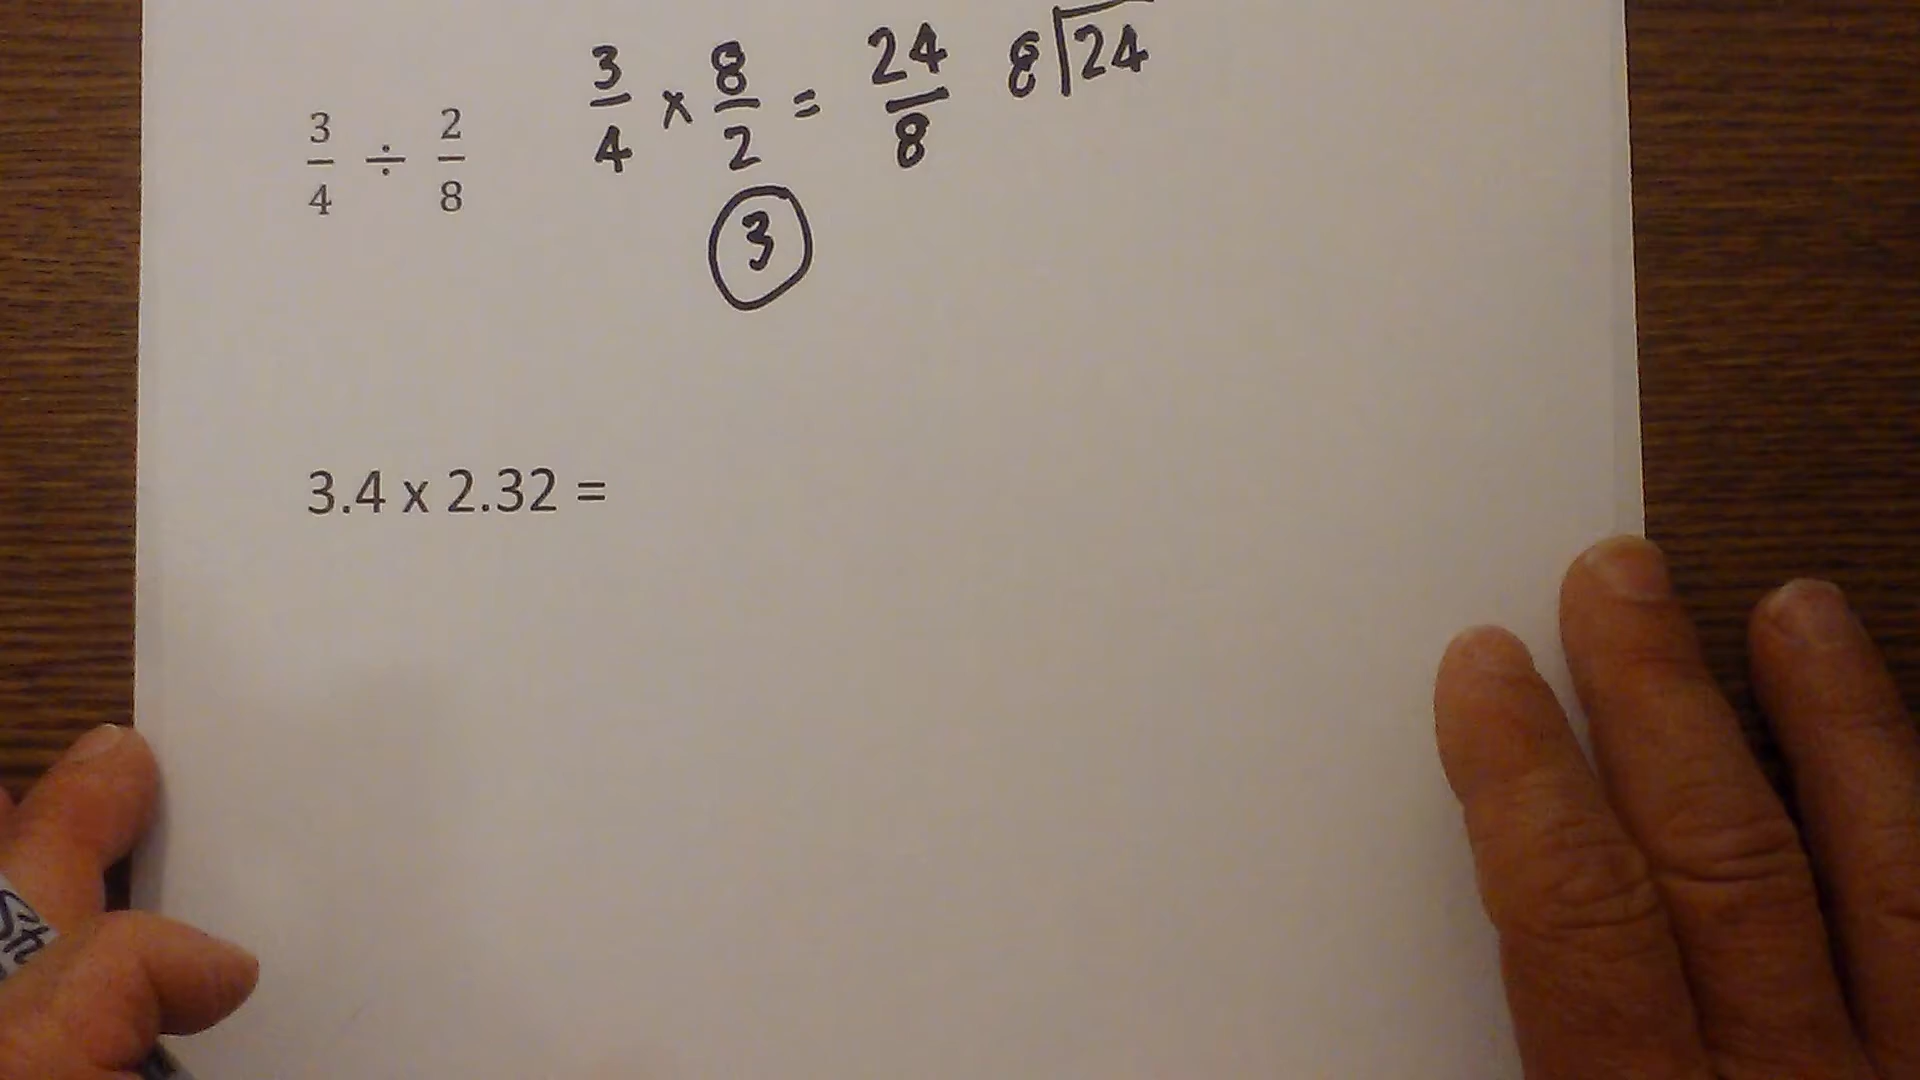 3/4 ÷ 2/8
3/4 x 8/2 = 24/8
8⟌24
3
3.4 x 2.32 =